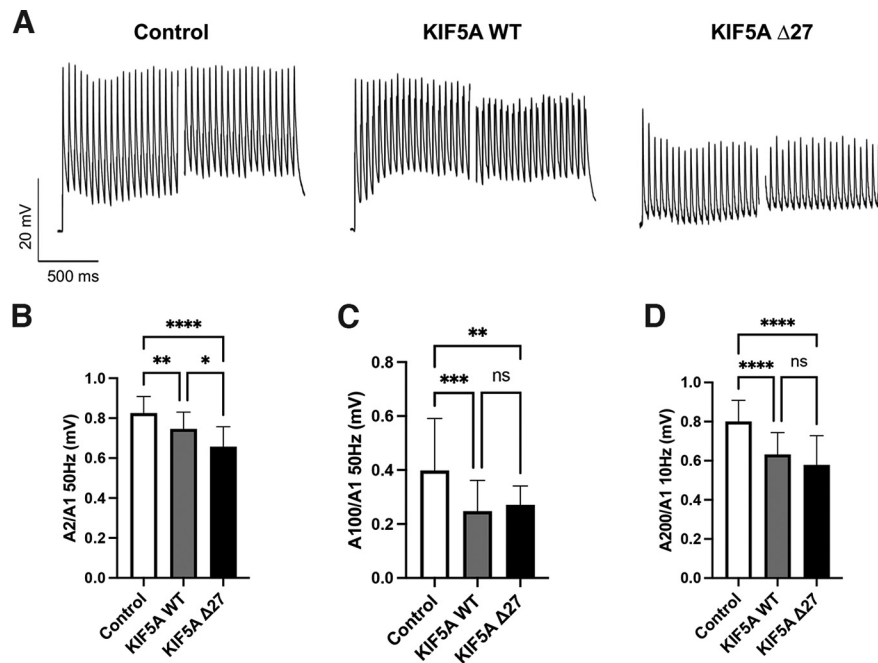 A
Control
KIF5A WT
KIF5A Δ27
20 mV
500 ms
B
****
**
*
A2/A1 50Hz (mV)
1.0
0.8
0.6
0.4
0.2
0.0
Control
KIF5A WT
KIF5A Δ27
C
**
***
ns
A100/A1 50Hz (mV)
0.8
0.6
0.4
0.2
0.0
Control
KIF5A WT
KIF5A Δ27
D
****
****
ns
A200/A1 10Hz (mV)
1.0
0.8
0.6
0.4
0.2
0.0
Control
KIF5A WT
KIF5A Δ27